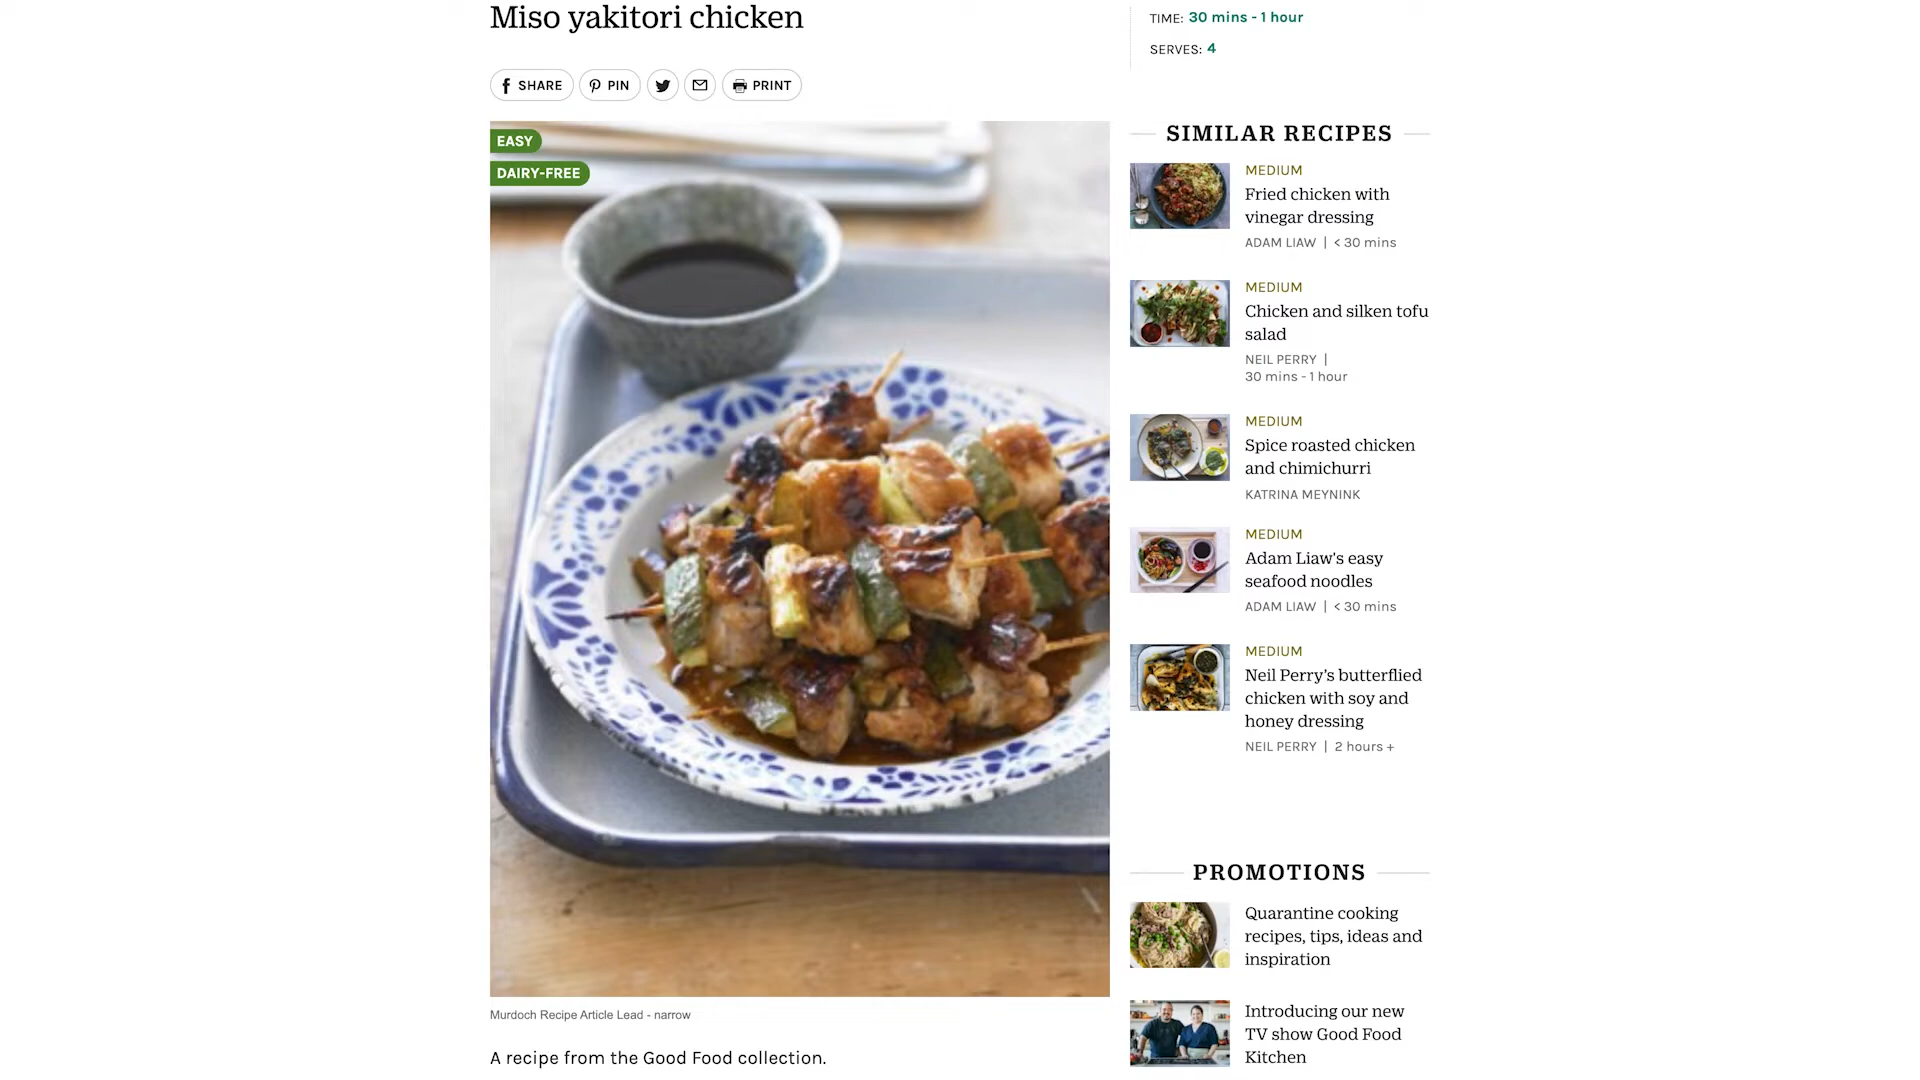 Miso yakitori chicken
SHARE
PIN
PRINT
EASY
DAIRY-FREE
Murdoch Recipe Article Lead - narrow
A recipe from the Good Food collection.
TIME: 30 mins - 1 hour
SERVES: 4
SIMILAR RECIPES
MEDIUM
Fried chicken with
vinegar dressing
ADAM LIAW | < 30 mins
MEDIUM
Chicken and silken tofu
salad
NEIL PERRY |
30 mins - 1 hour
MEDIUM
Spice roasted chicken
and chimichurri
KATRINA MEYNINK
MEDIUM
Adam Liaw's easy
seafood noodles
ADAM LIAW | < 30 mins
MEDIUM
Neil Perry’s butterflied
chicken with soy and
honey dressing
NEIL PERRY | 2 hours +
PROMOTIONS
Quarantine cooking
recipes, tips, ideas and
inspiration
Introducing our new
TV show Good Food
Kitchen